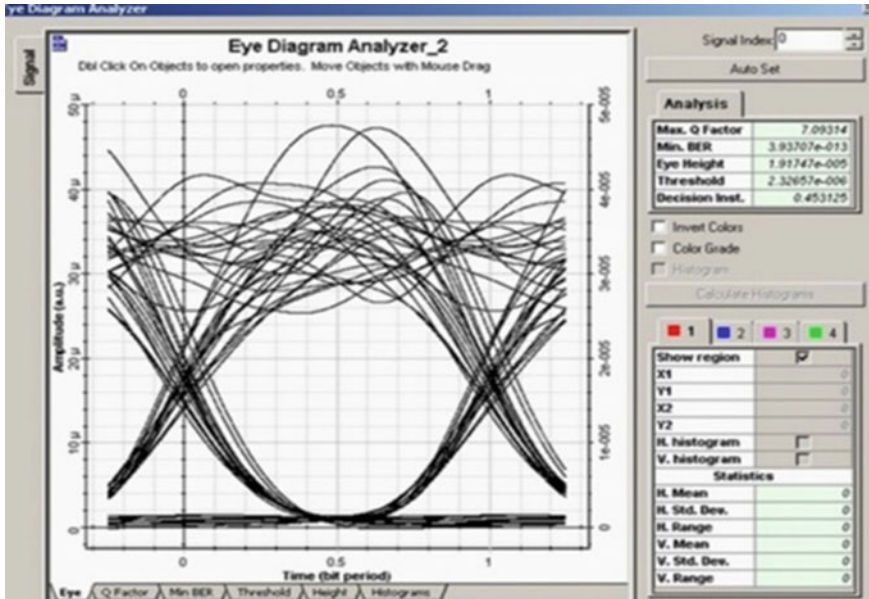 ye Diagram Analyzer
Signal
Eye Diagram Analyzer_2
Dbl Click On Objects to open properties. Move Objects with Mouse Drag
0 0.5 1
50 µ
40 µ
30 µ
20 µ
10 µ
0
Amplitude (a.u.)
5e-005
4e-005
3e-005
2e-005
1e-005
0
0 0.5 1
Time (bit period)
Eye Q Factor Min BER Threshold Height Histograms
Signal Index: 0
Auto Set
Analysis
Max. Q Factor 7.09314
Min. BER 3.93707e-013
Eye Height 1.91747e-005
Threshold 2.32657e-006
Decision Inst. 0.453125
Invert Colors
Color Grade
Histogram
Calculate Histograms
1 2 3 4
Show region
X1 0
Y1 0
X2 0
Y2 0
H. histogram
V. histogram
Statistics
H. Mean 0
H. Std. Dev. 0
H. Range 0
V. Mean 0
V. Std. Dev. 0
V. Range 0